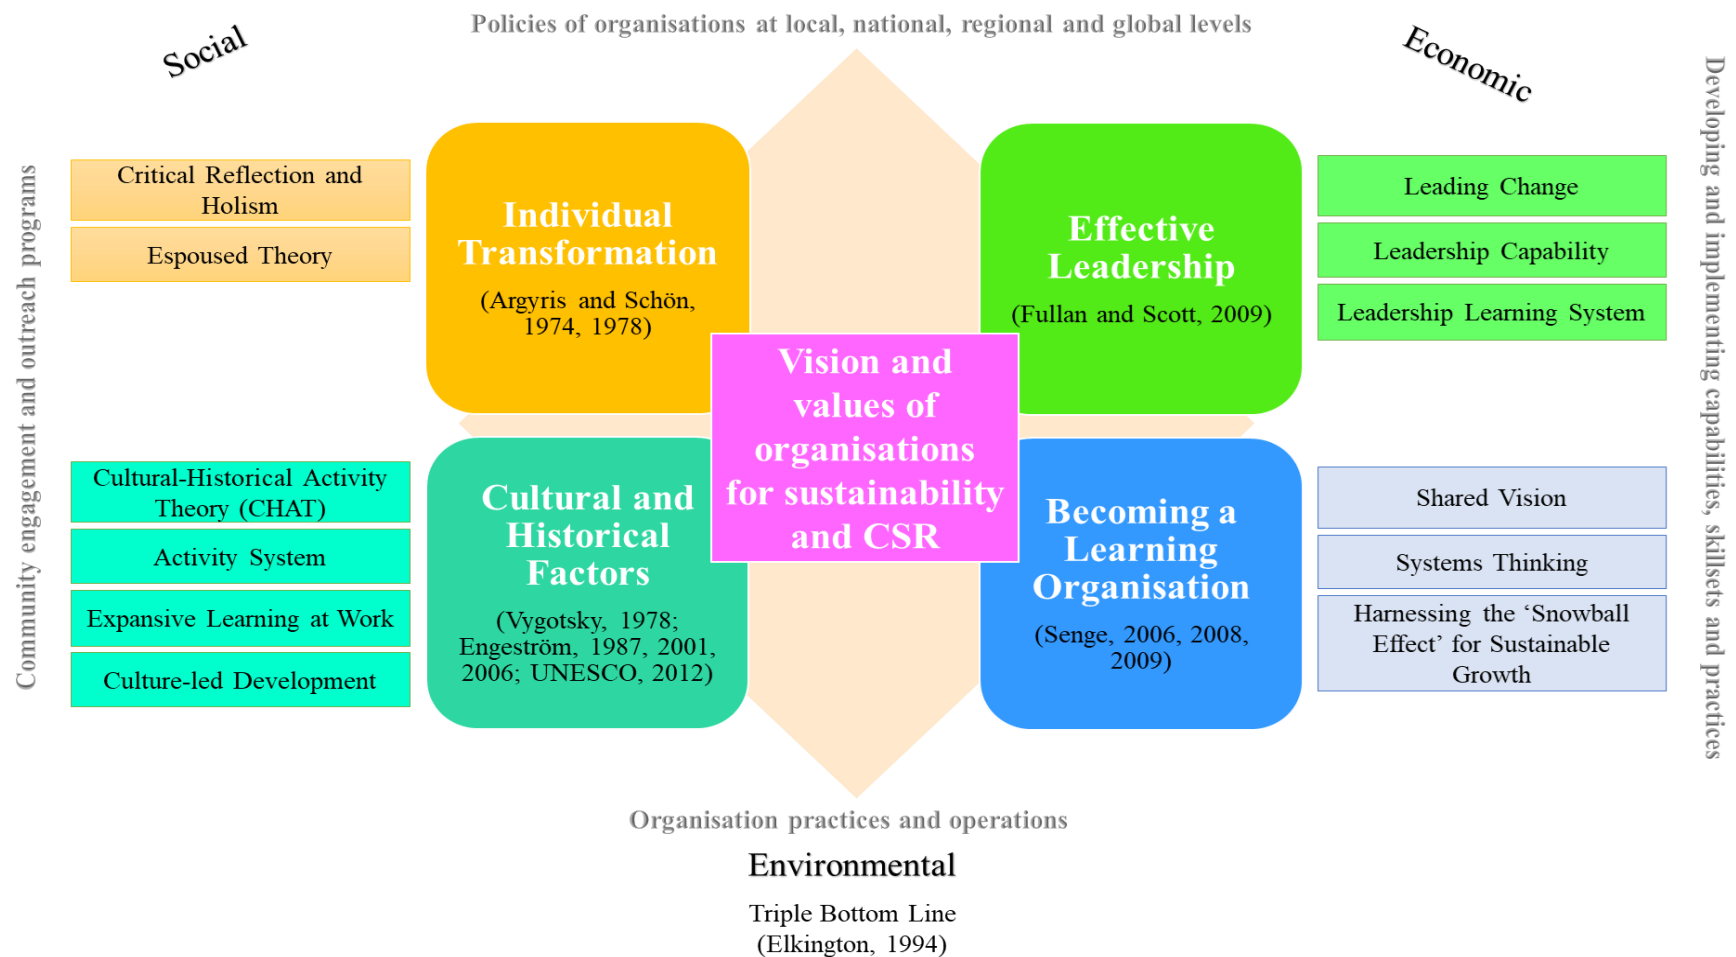 Policies of organisations at local, national, regional and global levels
Social
Economic
Community engagement and outreach programs
Developing and implementing capabilities, skillsets and practices
Critical Reflection and
Holism
Espoused Theory
Individual
Transformation
(Argyris and Schön,
1974, 1978)
Effective
Leadership
(Fullan and Scott, 2009)
Leading Change
Leadership Capability
Leadership Learning System
Vision and
values of
organisations
for sustainability
and CSR
Cultural-Historical Activity
Theory (CHAT)
Activity System
Expansive Learning at Work
Culture-led Development
Cultural and
Historical
Factors
(Vygotsky, 1978;
Engeström, 1987, 2001,
2006; UNESCO, 2012)
Becoming a
Learning
Organisation
(Senge, 2006, 2008,
2009)
Shared Vision
Systems Thinking
Harnessing the ‘Snowball
Effect’ for Sustainable
Growth
Organisation practices and operations
Environmental
Triple Bottom Line
(Elkington, 1994)